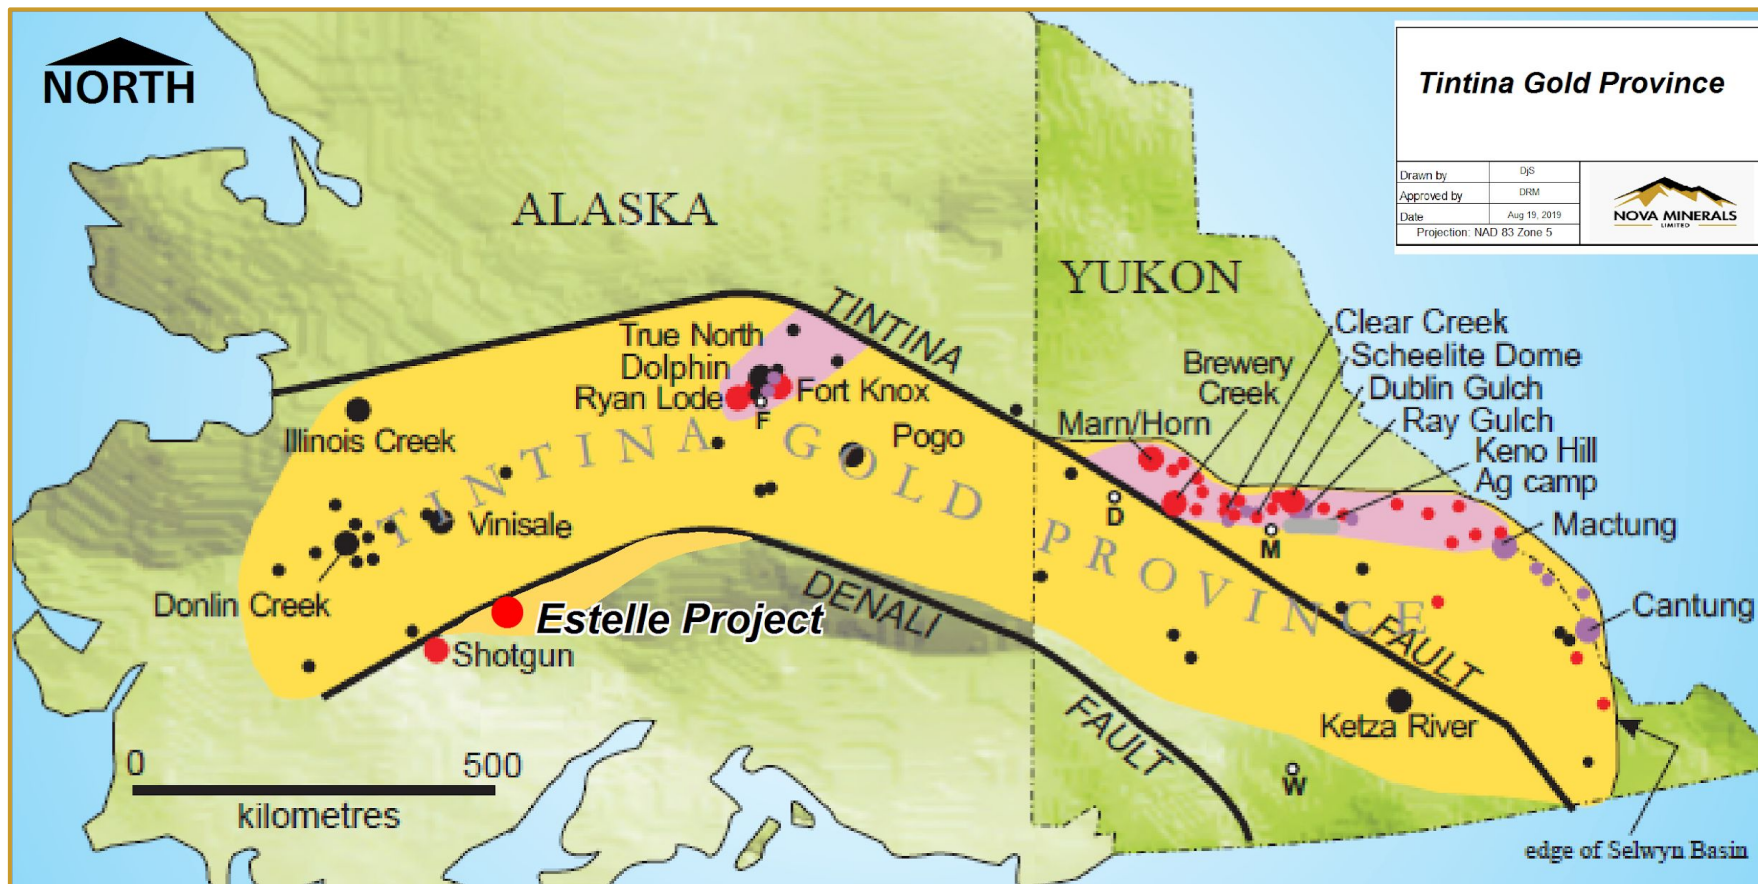 NORTH
Tintina Gold Province
Drawn by DjS
Approved by DRM
Date Aug 19, 2019
Projection: NAD 83 Zone 5
NOVA MINERALS
LIMITED
ALASKA
YUKON
TINTINA
FAULT
True North
Dolphin
Ryan Lode
Fort Knox
F
Pogo
Illinois Creek
TINTINA GOLD PROVINCE
Vinisale
Donlin Creek
Estelle Project
Shotgun
DENALI
FAULT
Marn/Horn
Brewery
Creek
Clear Creek
Scheelite Dome
Dublin Gulch
Ray Gulch
Keno Hill
Ag camp
Mactung
Cantung
D
M
Ketza River
W
0 500
kilometres
edge of Selwyn Basin